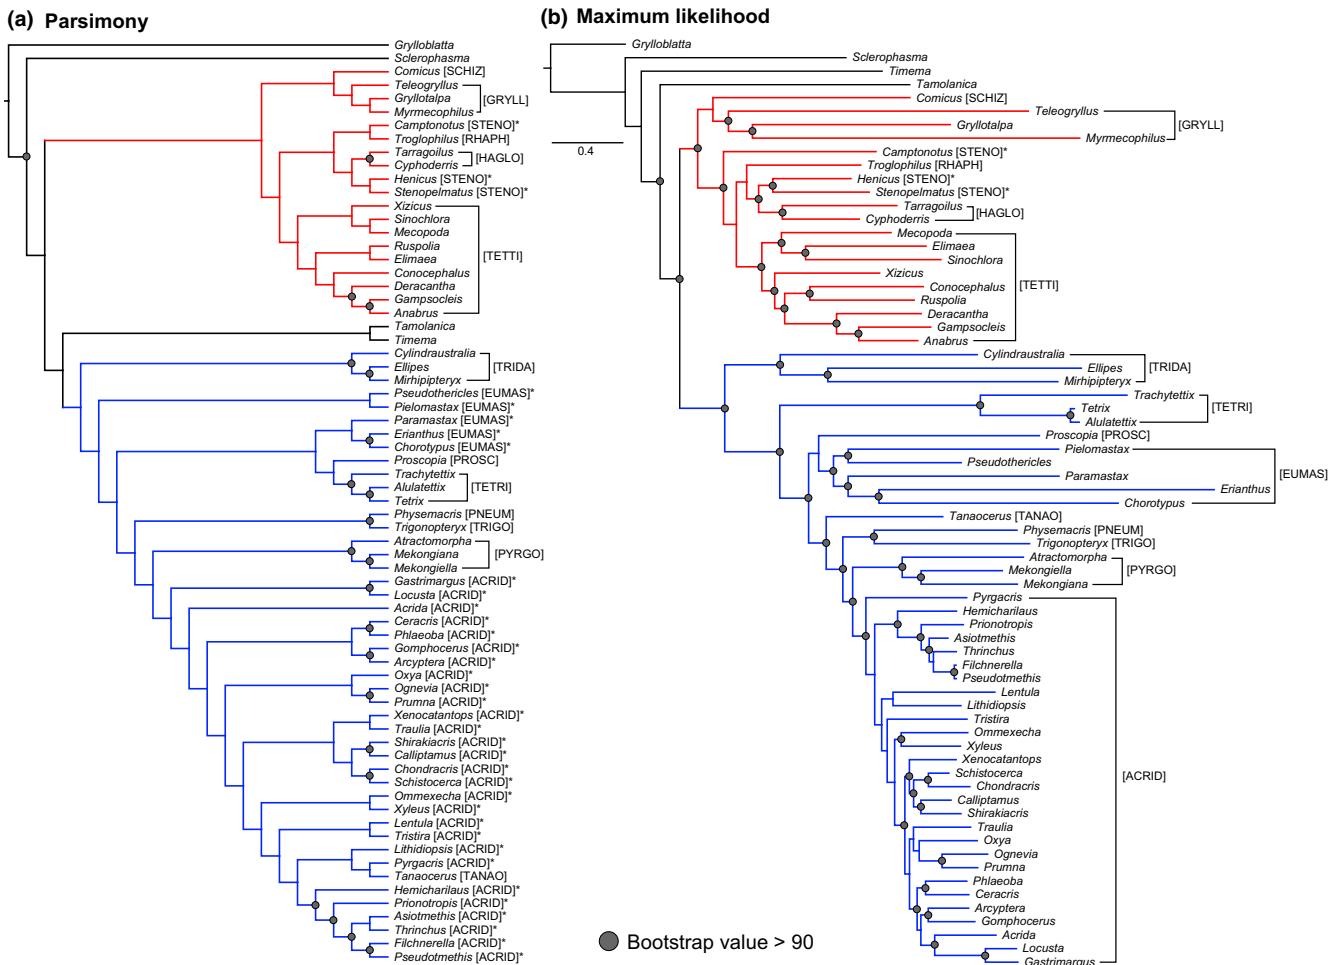 (a) Parsimony
Grylloblatta
Sclerophasma
Comicus [SCHIZ]
Teleogryllus
Gryllotalpa
Myrmecophilus
[GRYLL]
Camptonotus [STENO]*
Troglophilus [RHAPH]
Tarragoilus
Cyphoderris
[HAGLO]
Henicus [STENO]*
Stenopelmatus [STENO]*
Xizicus
Sinochlora
Mecopoda
Ruspolia
Elimaea
Conocephalus
Deracantha
Gampsocleis
Anabrus
[TETTI]
Tamolanica
Timema
Cylindraustralia
Ellipes
Mirhipipteryx
[TRIDA]
Pseudothericles [EUMAS]*
Pielomastax [EUMAS]*
Paramastax [EUMAS]*
Erianthus [EUMAS]*
Chorotypus [EUMAS]*
Proscopia [PROSC]
Trachytettix
Alulatettix
Tetrix
[TETRI]
Physemacris [PNEUM]
Trigonopteryx [TRIGO]
Atractomorpha
Mekongiana
Mekongiella
[PYRGO]
Gastrimargus [ACRID]*
Locusta [ACRID]*
Acrida [ACRID]*
Ceracris [ACRID]*
Phlaeoba [ACRID]*
Gomphocerus [ACRID]*
Arcyptera [ACRID]*
Oxya [ACRID]*
Ognevia [ACRID]*
Prumna [ACRID]*
Xenocatantops [ACRID]*
Traulia [ACRID]*
Shirakiacris [ACRID]*
Calliptamus [ACRID]*
Chondracris [ACRID]*
Schistocerca [ACRID]*
Ommexecha [ACRID]*
Xyleus [ACRID]*
Lentula [ACRID]*
Tristira [ACRID]*
Lithidiopsis [ACRID]*
Pyrgacris [ACRID]*
Tanaocerus [TANAO]
Hemicharilaus [ACRID]*
Prionotropis [ACRID]*
Asiotmethis [ACRID]*
Thrinchus [ACRID]*
Filchnerella [ACRID]*
Pseudotmethis [ACRID]*
(b) Maximum likelihood
Grylloblatta
Sclerophasma
Timema
Tamolanica
0.4
Comicus [SCHIZ]
Teleogryllus
Gryllotalpa
Myrmecophilus
[GRYLL]
Camptonotus [STENO]*
Troglophilus [RHAPH]
Henicus [STENO]*
Stenopelmatus [STENO]*
Tarragoilus
Cyphoderris
[HAGLO]
Mecopoda
Elimaea
Sinochlora
Xizicus
Conocephalus
Ruspolia
Deracantha
Gampsocleis
Anabrus
[TETTI]
Cylindraustralia
Ellipes
Mirhipipteryx
[TRIDA]
Trachytettix
Tetrix
Alulatettix
[TETRI]
Proscopia [PROSC]
Pielomastax
Pseudothericles
Paramastax
Erianthus
Chorotypus
[EUMAS]
Tanaocerus [TANAO]
Physemacris [PNEUM]
Trigonopteryx [TRIGO]
Atractomorpha
Mekongiella
Mekongiana
[PYRGO]
Pyrgacris
Hemicharilaus
Prionotropis
Asiotmethis
Thrinchus
Filchnerella
Pseudotmethis
Lentula
Lithidiopsis
Tristira
Ommexecha
Xyleus
Xenocatantops
Schistocerca
Chondracris
Calliptamus
Shirakiacris
Traulia
Oxya
Ognevia
Prumna
Phlaeoba
Ceracris
Arcyptera
Gomphocerus
Acrida
Locusta
Gastrimargus
[ACRID]
Bootstrap value > 90